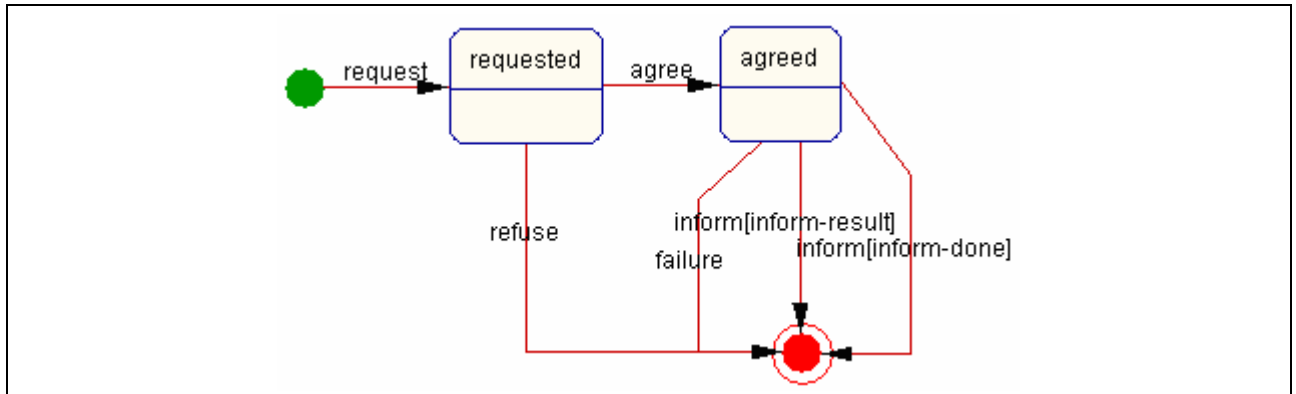 request
requested
agree
agreed
refuse
inform[inform-result]
failure
inform[inform-done]